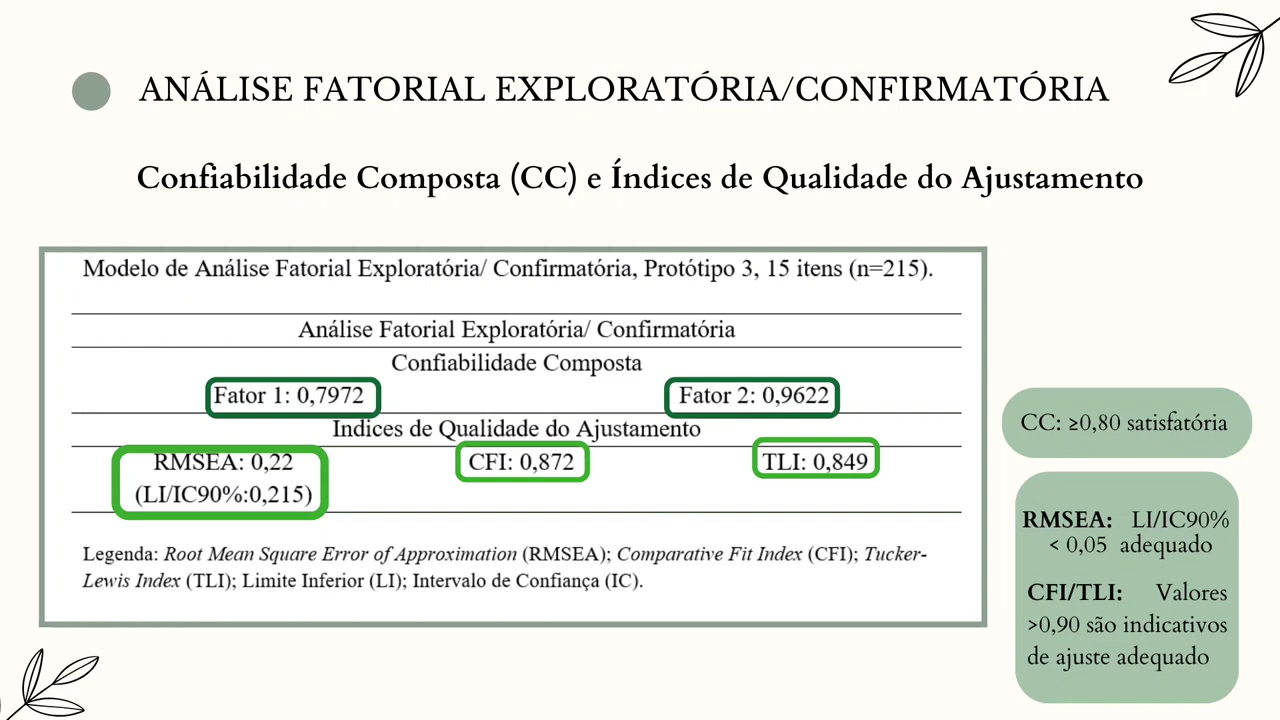 ANÁLISE FATORIAL EXPLORATÓRIA/CONFIRMATÓRIA
Confiabilidade Composta (CC) e Índices de Qualidade do Ajustamento
Modelo de Análise Fatorial Exploratória/ Confirmatória, Protótipo 3, 15 itens (n=215).
Análise Fatorial Exploratória/ Confirmatória
Confiabilidade Composta
Fator 1: 0,7972 Fator 2: 0,9622
Índices de Qualidade do Ajustamento
RMSEA: 0,22 CFI: 0,872 TLI: 0,849
(LI/IC90%:0,215)
Legenda: Root Mean Square Error of Approximation (RMSEA); Comparative Fit Index (CFI); Tucker-
Lewis Index (TLI); Limite Inferior (LI); Intervalo de Confiança (IC).
CC: ≥0,80 satisfatória
RMSEA: LI/IC90%
< 0,05 adequado
CFI/TLI: Valores
>0,90 são indicativos
de ajuste adequado